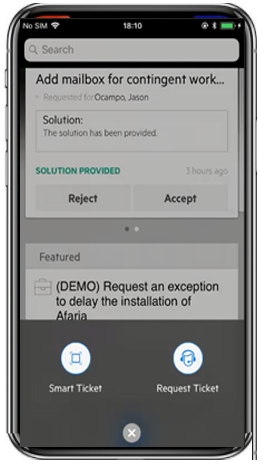 No SIM 18:10
Search
Add mailbox for contingent work...
Requested for Ocampo, Jason
Solution:
The solution has been provided.
SOLUTION PROVIDED 3 hours ago
Reject Accept
Featured
(DEMO) Request an exception
to delay the installation of
Afaria
Smart Ticket Request Ticket